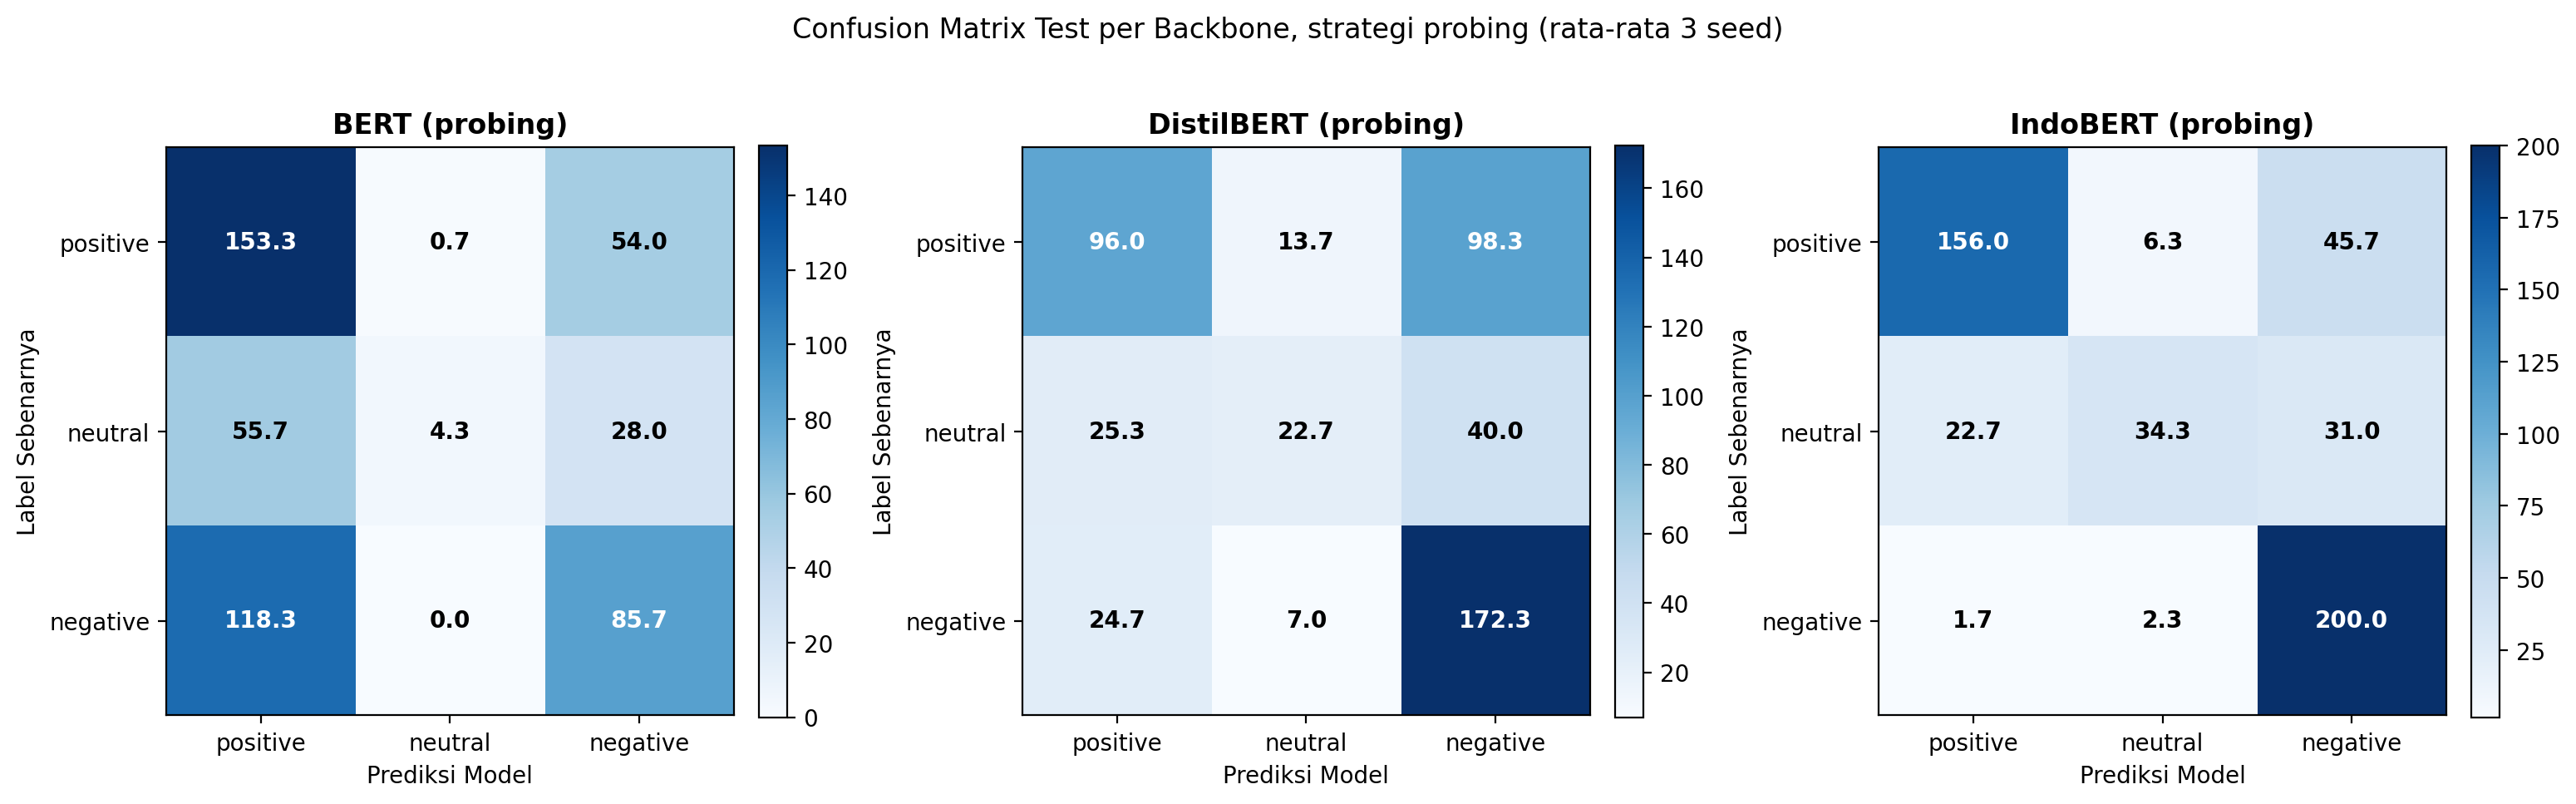 Confusion Matrix Test per Backbone, strategi probing (rata-rata 3 seed)
BERT (probing)
Label Sebenarnya
positive
neutral
negative
153.3 0.7 54.0
55.7 4.3 28.0
118.3 0.0 85.7
positive neutral negative
Prediksi Model
140
120
100
80
60
40
20
0
DistilBERT (probing)
Label Sebenarnya
positive
neutral
negative
96.0 13.7 98.3
25.3 22.7 40.0
24.7 7.0 172.3
positive neutral negative
Prediksi Model
160
140
120
100
80
60
40
20
IndoBERT (probing)
Label Sebenarnya
positive
neutral
negative
156.0 6.3 45.7
22.7 34.3 31.0
1.7 2.3 200.0
positive neutral negative
Prediksi Model
200
175
150
125
100
75
50
25